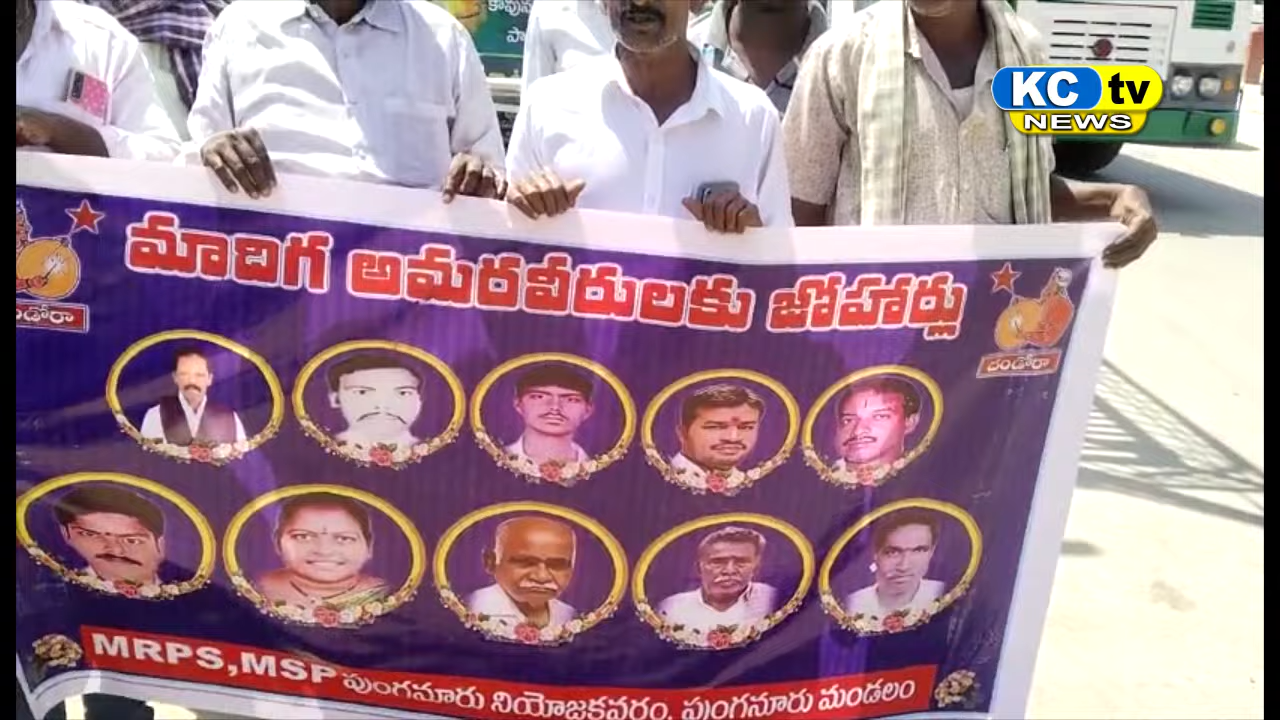 కావున
పా
KC tv
NEWS
మాదిగ అమరవీరులకు జోహార్లు
దండోరా
MRPS,MSP పుంగనూరు నియోజకవర్గం, పుంగనూరు మండలం